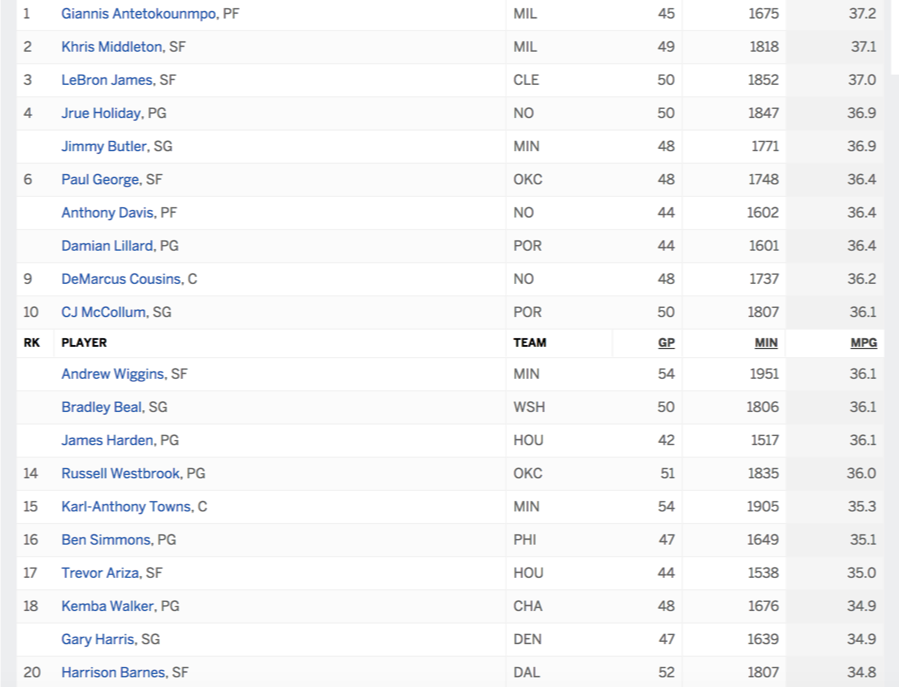 1 Giannis Antetokounmpo, PF MIL 45 1675 37.2
2 Khris Middleton, SF MIL 49 1818 37.1
3 LeBron James, SF CLE 50 1852 37.0
4 Jrue Holiday, PG NO 50 1847 36.9
Jimmy Butler, SG MIN 48 1771 36.9
6 Paul George, SF OKC 48 1748 36.4
Anthony Davis, PF NO 44 1602 36.4
Damian Lillard, PG POR 44 1601 36.4
9 DeMarcus Cousins, C NO 48 1737 36.2
10 CJ McCollum, SG POR 50 1807 36.1
RK PLAYER TEAM GP MIN MPG
Andrew Wiggins, SF MIN 54 1951 36.1
Bradley Beal, SG WSH 50 1806 36.1
James Harden, PG HOU 42 1517 36.1
14 Russell Westbrook, PG OKC 51 1835 36.0
15 Karl-Anthony Towns, C MIN 54 1905 35.3
16 Ben Simmons, PG PHI 47 1649 35.1
17 Trevor Ariza, SF HOU 44 1538 35.0
18 Kemba Walker, PG CHA 48 1676 34.9
Gary Harris, SG DEN 47 1639 34.9
20 Harrison Barnes, SF DAL 52 1807 34.8